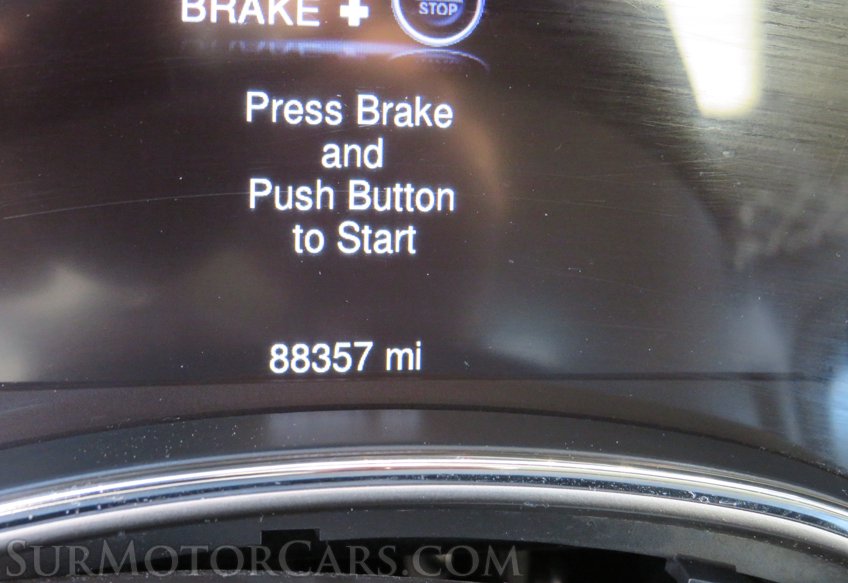 BRAKE +
STOP
Press Brake
and
Push Button
to Start
88357 mi
SURMOTORCARS.COM